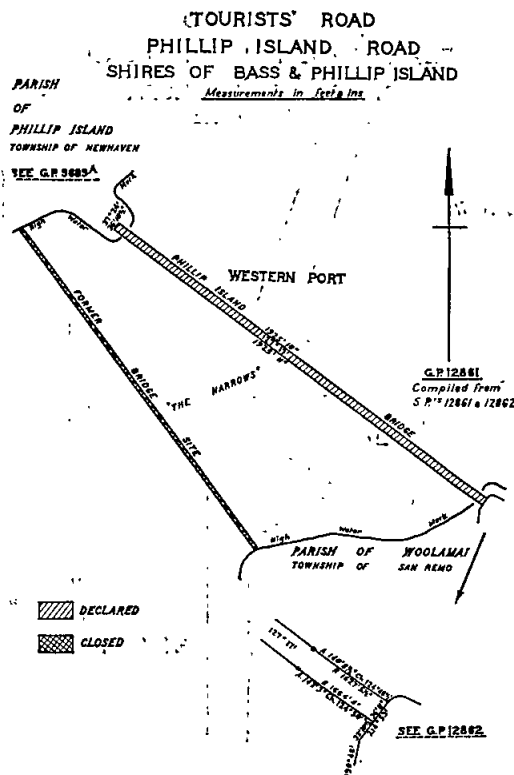 "TOURISTS' ROAD
PHILLIP ISLAND ROAD
SHIRES OF BASS & PHILLIP ISLAND
Measurements in feet & ins
PARISH
OF
PHILLIP ISLAND
TOWNSHIP OF NEWHAVEN
SEE G.P. 9689A
High Water Mark
WESTERN PORT
PHILLIP ISLAND BRIDGE
FORMER BRIDGE SITE
"THE NARROWS"
G.P. 12861
Compiled from
S.P.'s 12861 & 12862
High Water Mark
PARISH OF WOOLAMAI
TOWNSHIP OF SAN REMO
DECLARED
CLOSED
SEE G.P. 12862